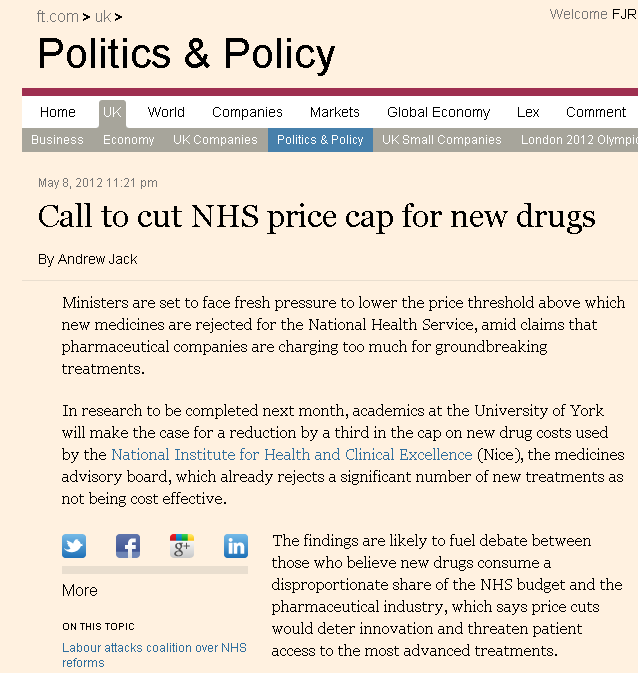 ft.com > uk >
Welcome FJR
Politics & Policy
Home UK World Companies Markets Global Economy Lex Comment
Business Economy UK Companies Politics & Policy UK Small Companies London 2012 Olympic
May 8, 2012 11:21 pm
Call to cut NHS price cap for new drugs
By Andrew Jack
Ministers are set to face fresh pressure to lower the price threshold above which
new medicines are rejected for the National Health Service, amid claims that
pharmaceutical companies are charging too much for groundbreaking
treatments.
In research to be completed next month, academics at the University of York
will make the case for a reduction by a third in the cap on new drug costs used
by the National Institute for Health and Clinical Excellence (Nice), the medicines
advisory board, which already rejects a significant number of new treatments as
not being cost effective.
More
ON THIS TOPIC
Labour attacks coalition over NHS
reforms
The findings are likely to fuel debate between
those who believe new drugs consume a
disproportionate share of the NHS budget and the
pharmaceutical industry, which says price cuts
would deter innovation and threaten patient
access to the most advanced treatments.